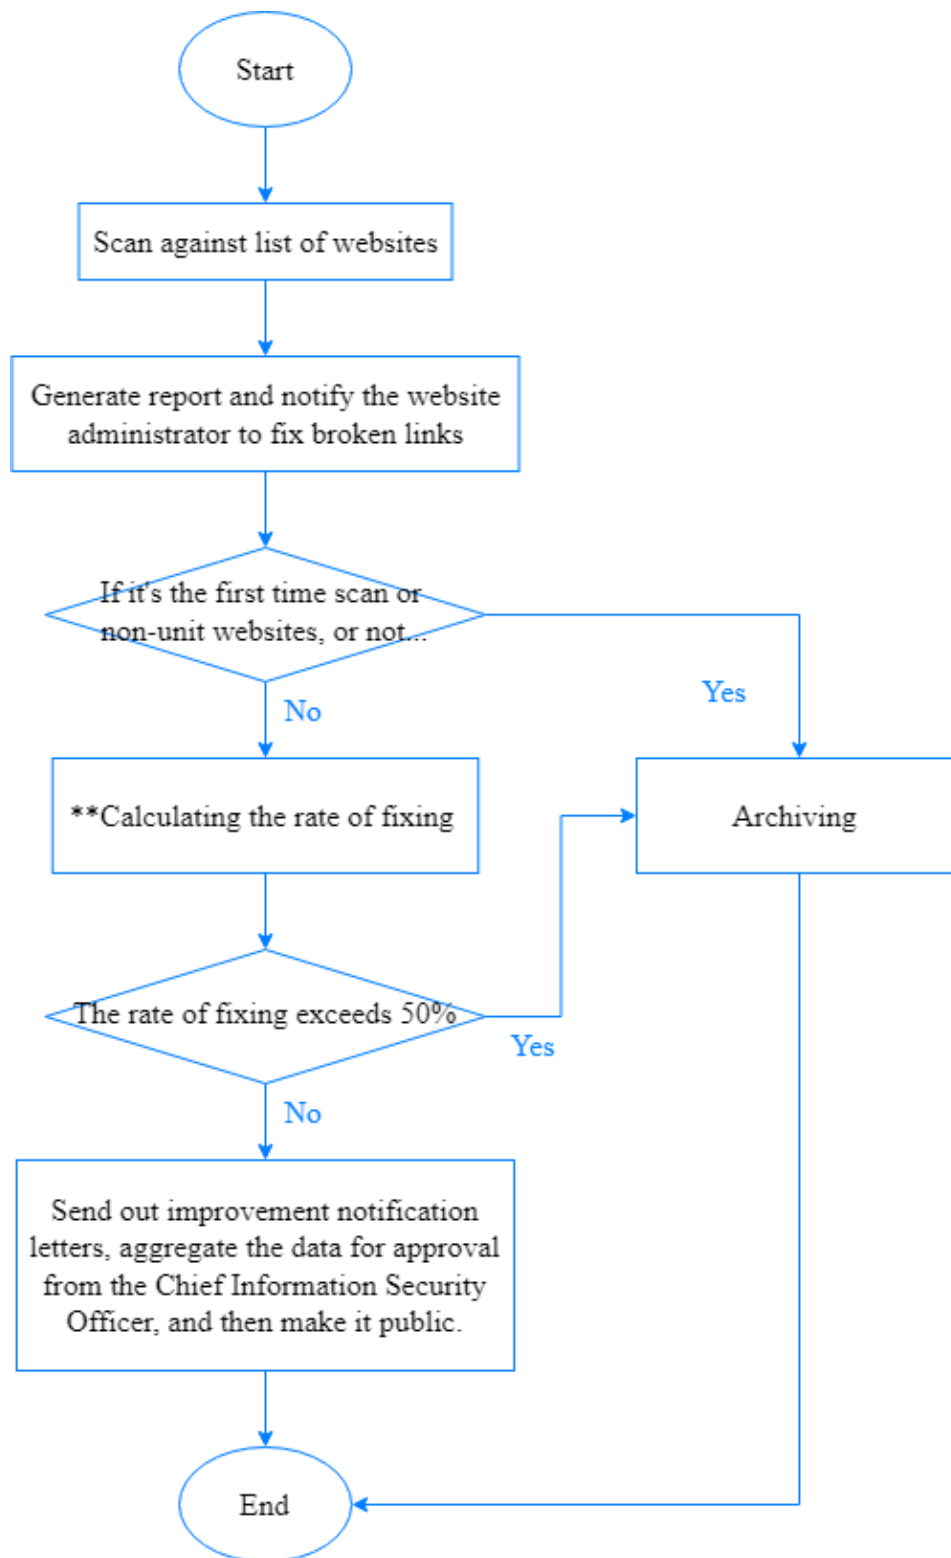 Start
Scan against list of websites
Generate report and notify the website
administrator to fix broken links
If it's the first time scan or
non-unit websites, or not...
No
Yes
**Calculating the rate of fixing
Archiving
The rate of fixing exceeds 50%
Yes
No
Send out improvement notification
letters, aggregate the data for approval
from the Chief Information Security
Officer, and then make it public.
End